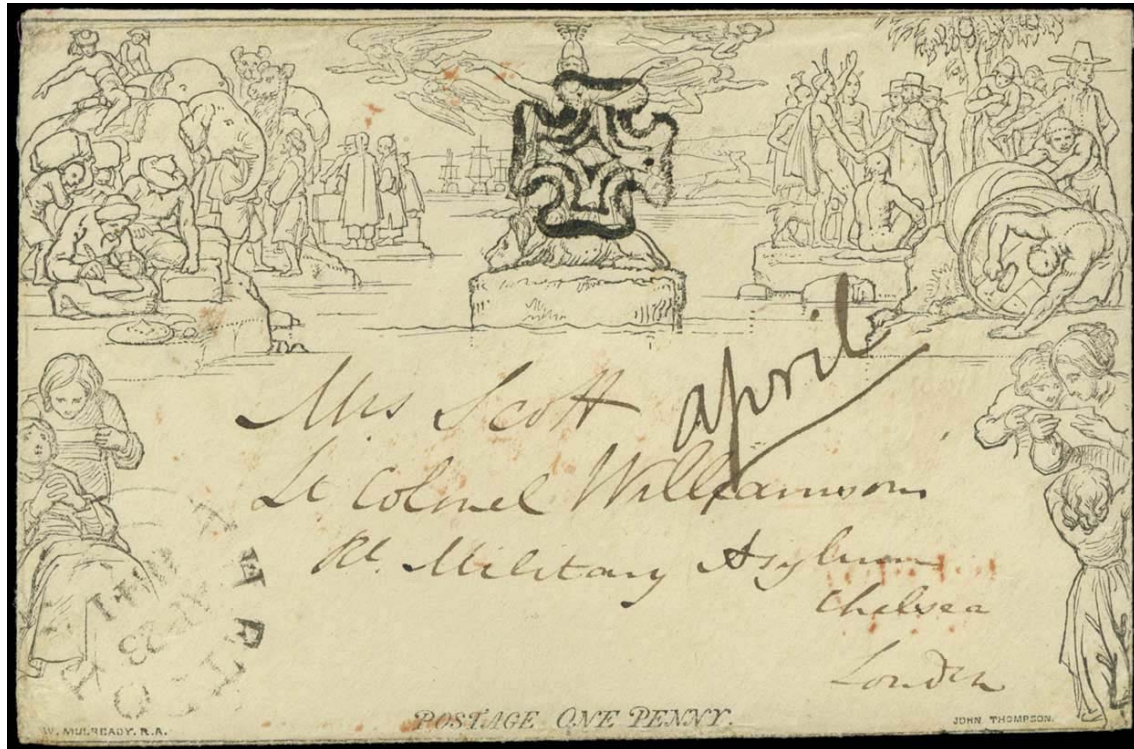 april
Mrs Scott
Lt Colonel Williamson
Rl. Military Asylum
Chelsea
London
POSTAGE ONE PENNY.
W. MULREADY. R.A.
JOHN THOMPSON.